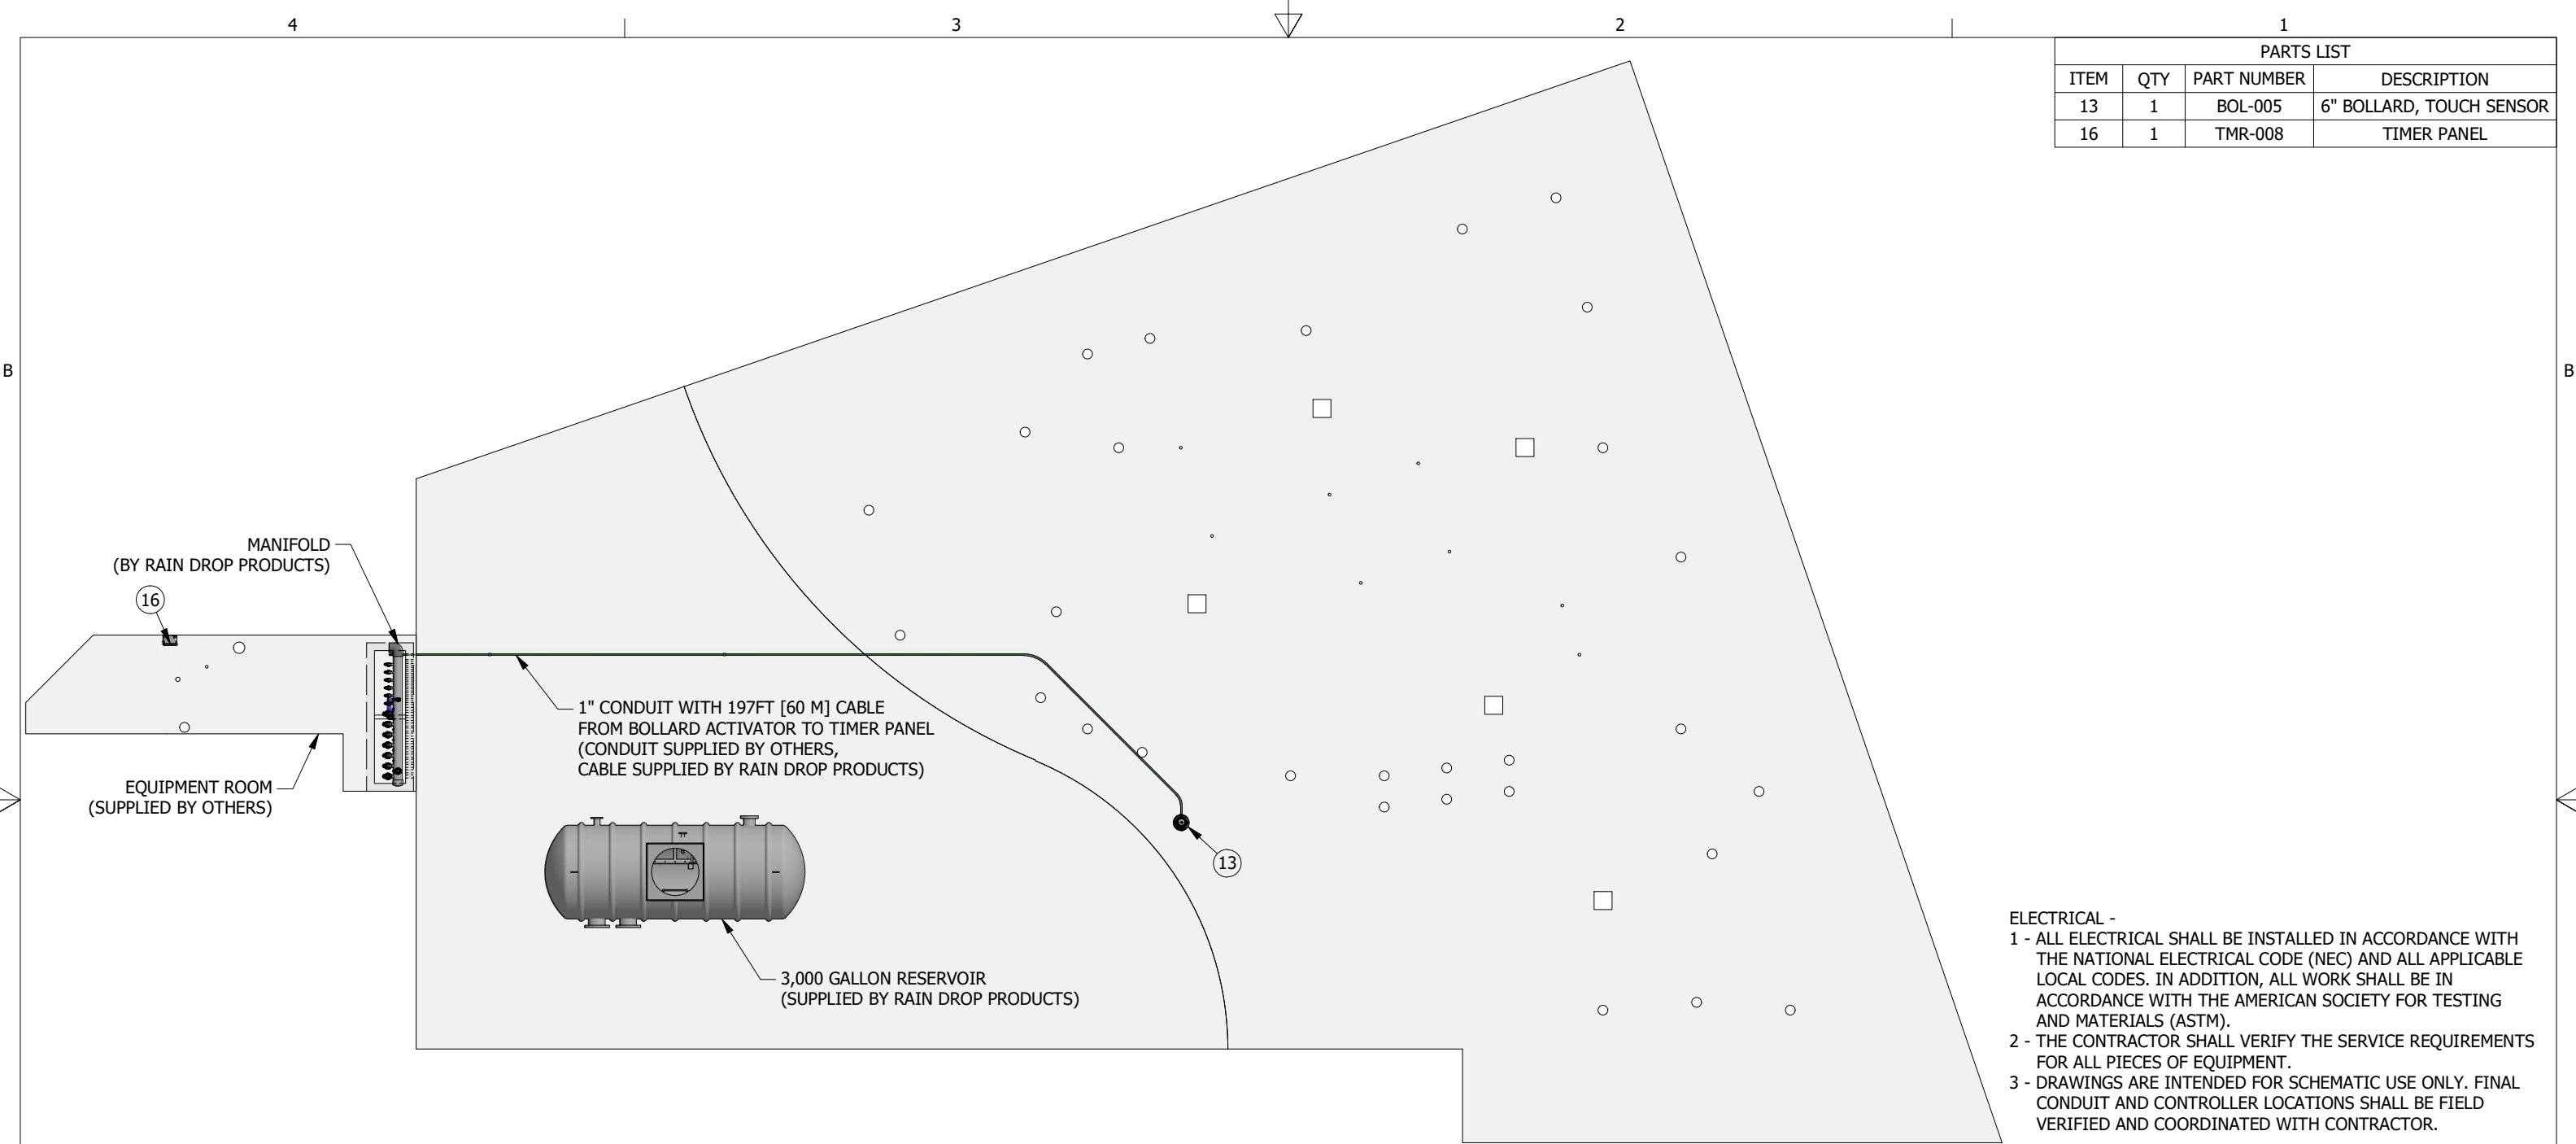 4 3 2 1
PARTS LIST
ITEM QTY PART NUMBER DESCRIPTION
13 1 BOL-005 6" BOLLARD, TOUCH SENSOR
16 1 TMR-008 TIMER PANEL
B B
MANIFOLD
(BY RAIN DROP PRODUCTS)
16
1" CONDUIT WITH 197FT [60 M] CABLE
FROM BOLLARD ACTIVATOR TO TIMER PANEL
(CONDUIT SUPPLIED BY OTHERS,
CABLE SUPPLIED BY RAIN DROP PRODUCTS)
EQUIPMENT ROOM
(SUPPLIED BY OTHERS)
13
3,000 GALLON RESERVOIR
(SUPPLIED BY RAIN DROP PRODUCTS)
ELECTRICAL -
1 - ALL ELECTRICAL SHALL BE INSTALLED IN ACCORDANCE WITH
THE NATIONAL ELECTRICAL CODE (NEC) AND ALL APPLICABLE
LOCAL CODES. IN ADDITION, ALL WORK SHALL BE IN
ACCORDANCE WITH THE AMERICAN SOCIETY FOR TESTING
AND MATERIALS (ASTM).
2 - THE CONTRACTOR SHALL VERIFY THE SERVICE REQUIREMENTS
FOR ALL PIECES OF EQUIPMENT.
3 - DRAWINGS ARE INTENDED FOR SCHEMATIC USE ONLY. FINAL
CONDUIT AND CONTROLLER LOCATIONS SHALL BE FIELD
VERIFIED AND COORDINATED WITH CONTRACTOR.